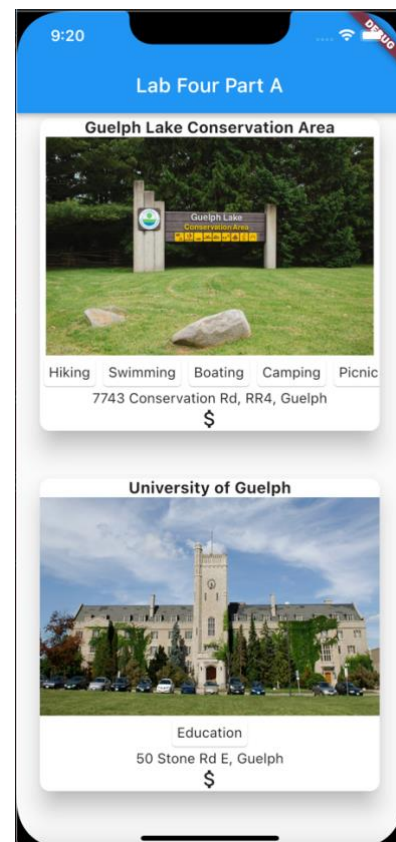 9:20
DEBUG
Lab Four Part A
Guelph Lake Conservation Area
Guelph Lake
Conservation Area
Hiking Swimming Boating Camping Picnic
7743 Conservation Rd, RR4, Guelph
$
University of Guelph
Education
50 Stone Rd E, Guelph
$